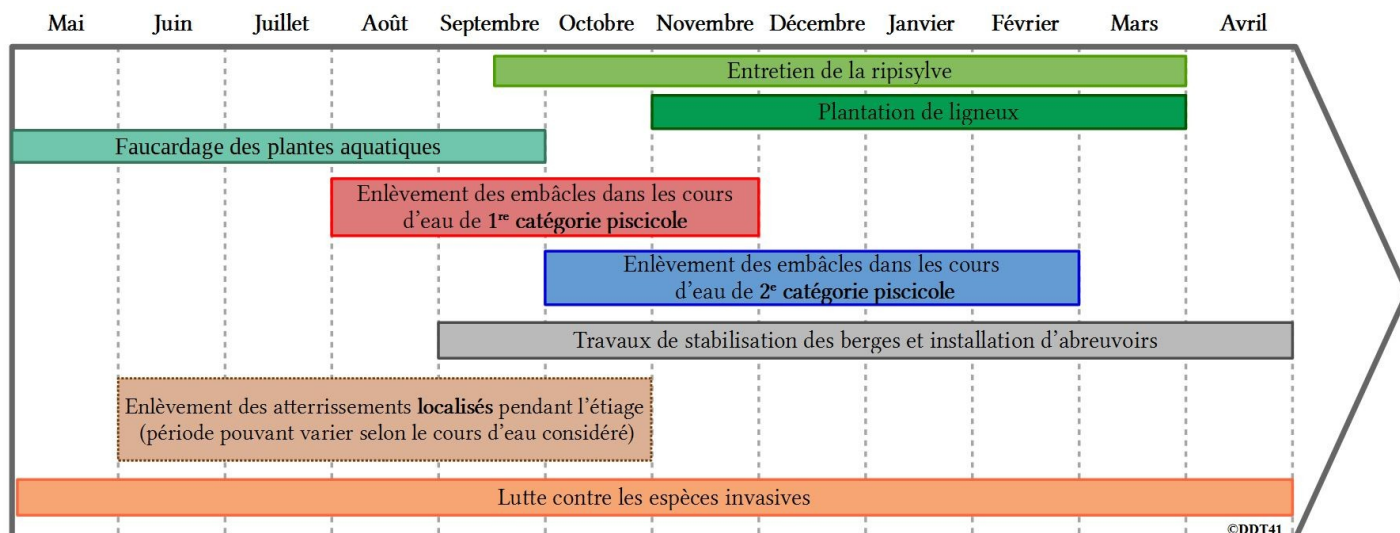 Mai Juin Juillet Août Septembre Octobre Novembre Décembre Janvier Février Mars Avril
Entretien de la ripisylve
Plantation de ligneux
Faucardage des plantes aquatiques
Enlèvement des embâcles dans les cours
d’eau de 1re catégorie piscicole
Enlèvement des embâcles dans les cours
d’eau de 2e catégorie piscicole
Travaux de stabilisation des berges et installation d’abreuvoirs
Enlèvement des atterrissements localisés pendant l’étiage
(période pouvant varier selon le cours d’eau considéré)
Lutte contre les espèces invasives
©DDT41